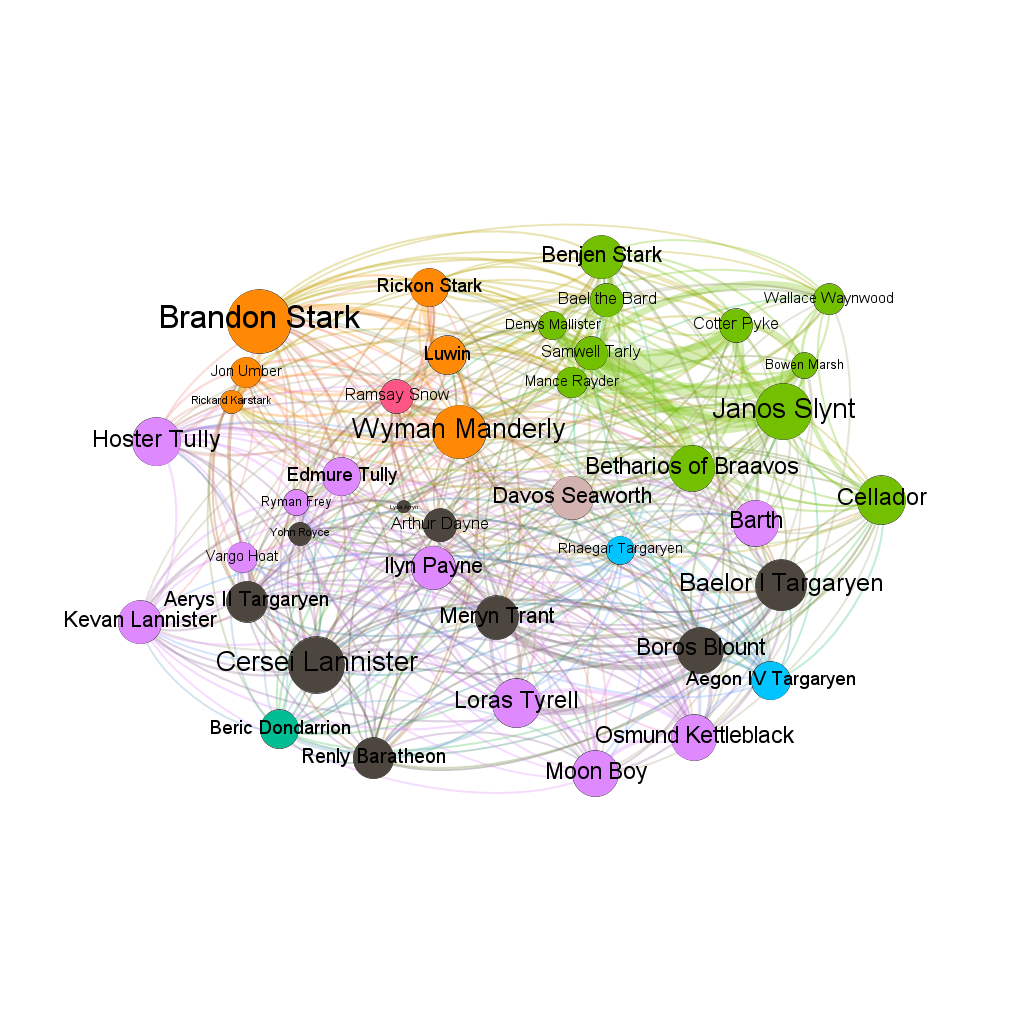 Benjen Stark
Rickon Stark
Bael the Bard
Wallace Waynwood
Brandon Stark
Denys Mallister
Cotter Pyke
Luwin
Samwell Tarly
Bowen Marsh
Jon Umber
Mance Rayder
Ramsay Snow
Rickard Karstark
Janos Slynt
Wyman Manderly
Hoster Tully
Betharios of Braavos
Edmure Tully
Davos Seaworth
Cellador
Ryman Frey
Lysa Arryn
Arthur Dayne
Barth
Yohn Royce
Rhaegar Targaryen
Vargo Hoat
Ilyn Payne
Baelor I Targaryen
Aerys II Targaryen
Kevan Lannister
Meryn Trant
Boros Blount
Cersei Lannister
Aegon IV Targaryen
Loras Tyrell
Beric Dondarrion
Osmund Kettleblack
Renly Baratheon
Moon Boy